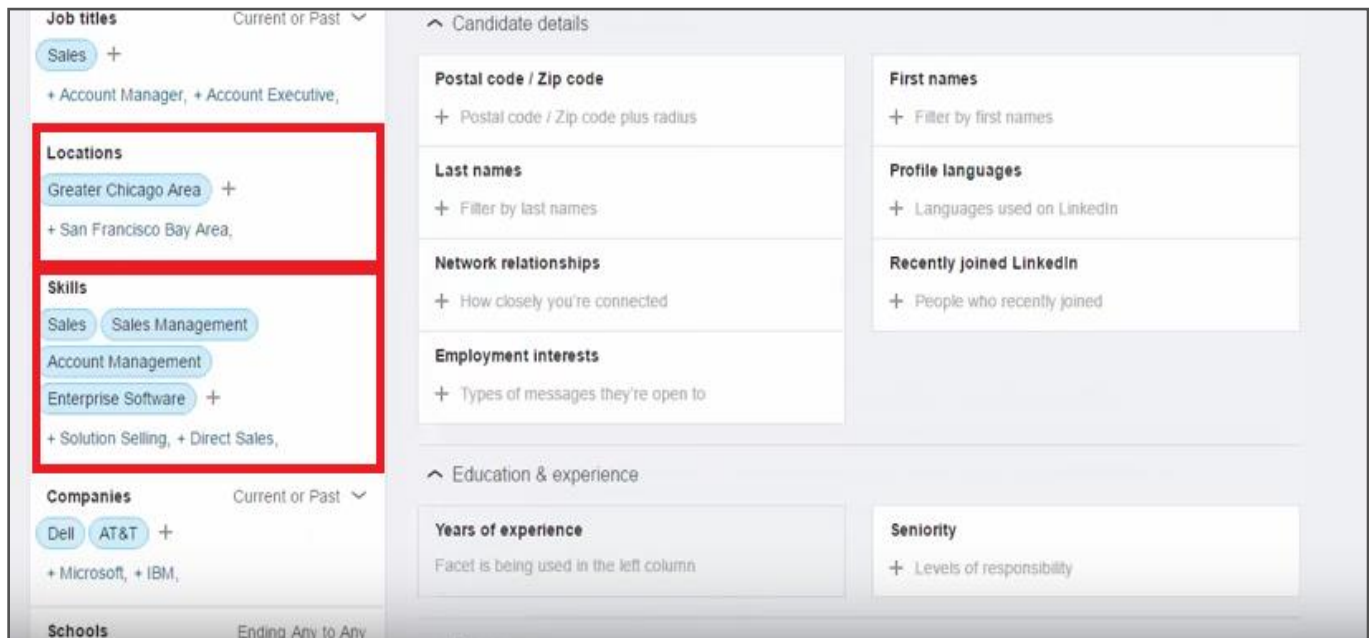 Job titles Current or Past
Sales +
+ Account Manager, + Account Executive,
Locations
Greater Chicago Area +
+ San Francisco Bay Area,
Skills
Sales Sales Management
Account Management
Enterprise Software +
+ Solution Selling, + Direct Sales,
Companies Current or Past
Dell AT&T +
+ Microsoft, + IBM,
Schools Ending Any to Any
Candidate details
Postal code / Zip code
+ Postal code / Zip code plus radius
First names
+ Filter by first names
Last names
+ Filter by last names
Profile languages
+ Languages used on LinkedIn
Network relationships
+ How closely you're connected
Recently joined LinkedIn
+ People who recently joined
Employment interests
+ Types of messages they're open to
Education & experience
Years of experience
Facet is being used in the left column
Seniority
+ Levels of responsibility